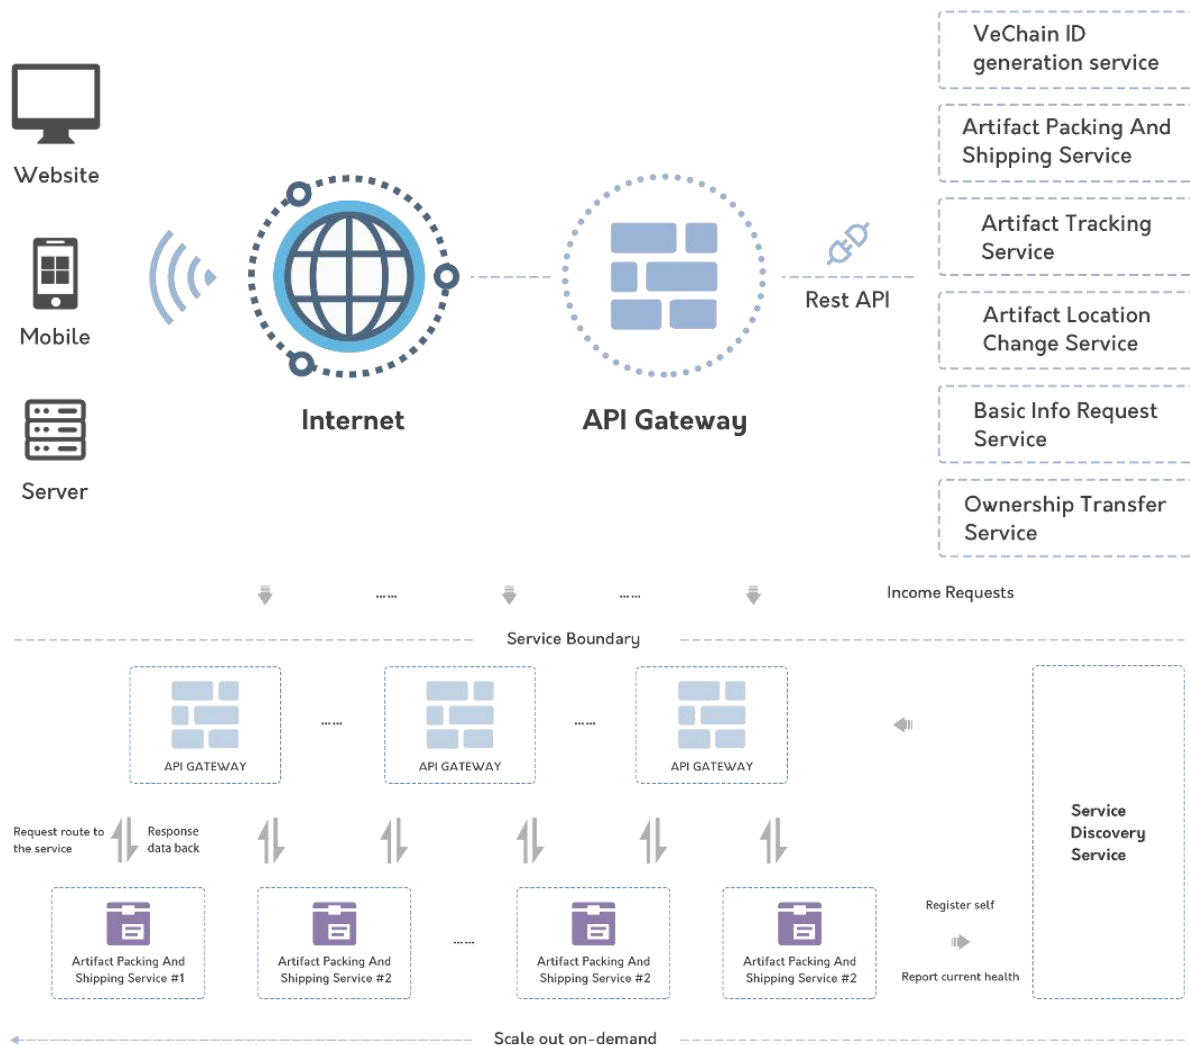 VeChain ID
generation service
Artifact Packing And
Shipping Service
Website
Artifact Tracking
Service
Rest API
Mobile
Artifact Location
Change Service
Internet
API Gateway
Basic Info Request
Service
Server
Ownership Transfer
Service
...... ...... Income Requests
Service Boundary
...... ......
API GATEWAY API GATEWAY API GATEWAY
Service
Discovery
Service
Request route to
the service
Response
data back
Register self
......
Artifact Packing And
Shipping Service #1
Artifact Packing And
Shipping Service #2
Artifact Packing And
Shipping Service #2
Artifact Packing And
Shipping Service #2
Report current health
Scale out on-demand